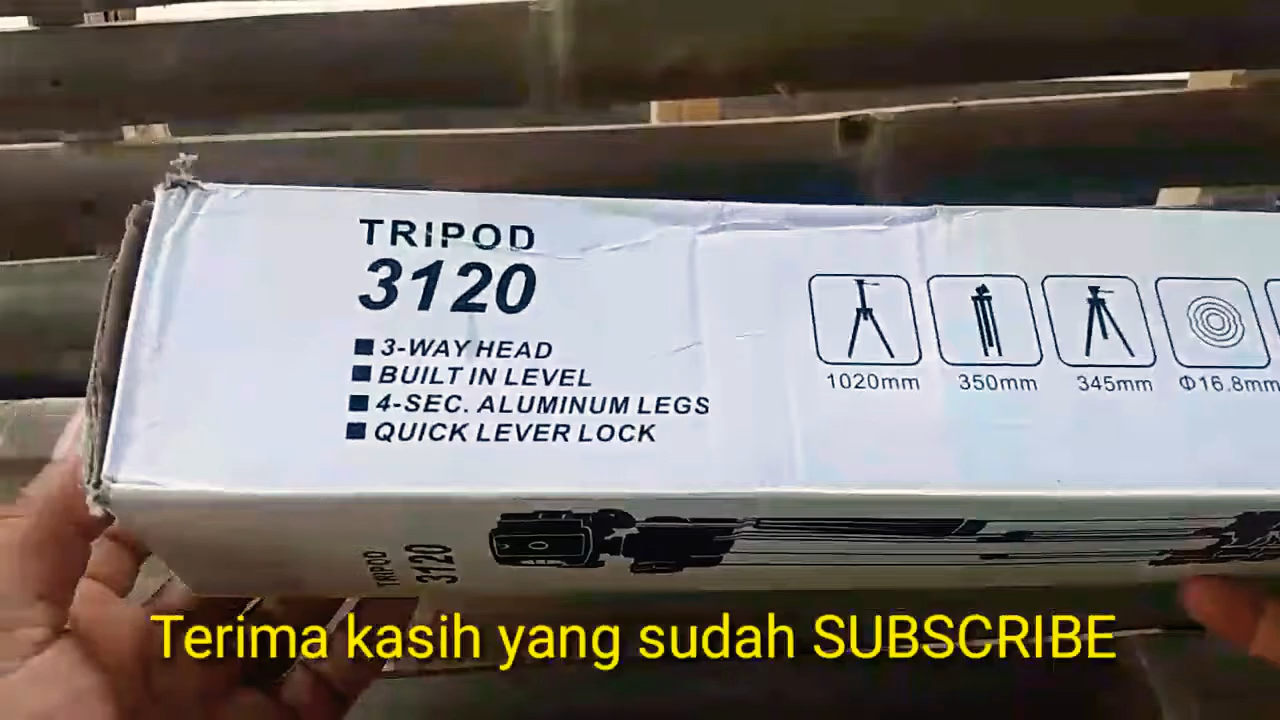 TRIPOD
3120
3-WAY HEAD
BUILT IN LEVEL
4-SEC. ALUMINUM LEGS
QUICK LEVER LOCK
1020mm 350mm 345mm Φ16.8mm
TRIPOD
3120
Terima kasih yang sudah SUBSCRIBE